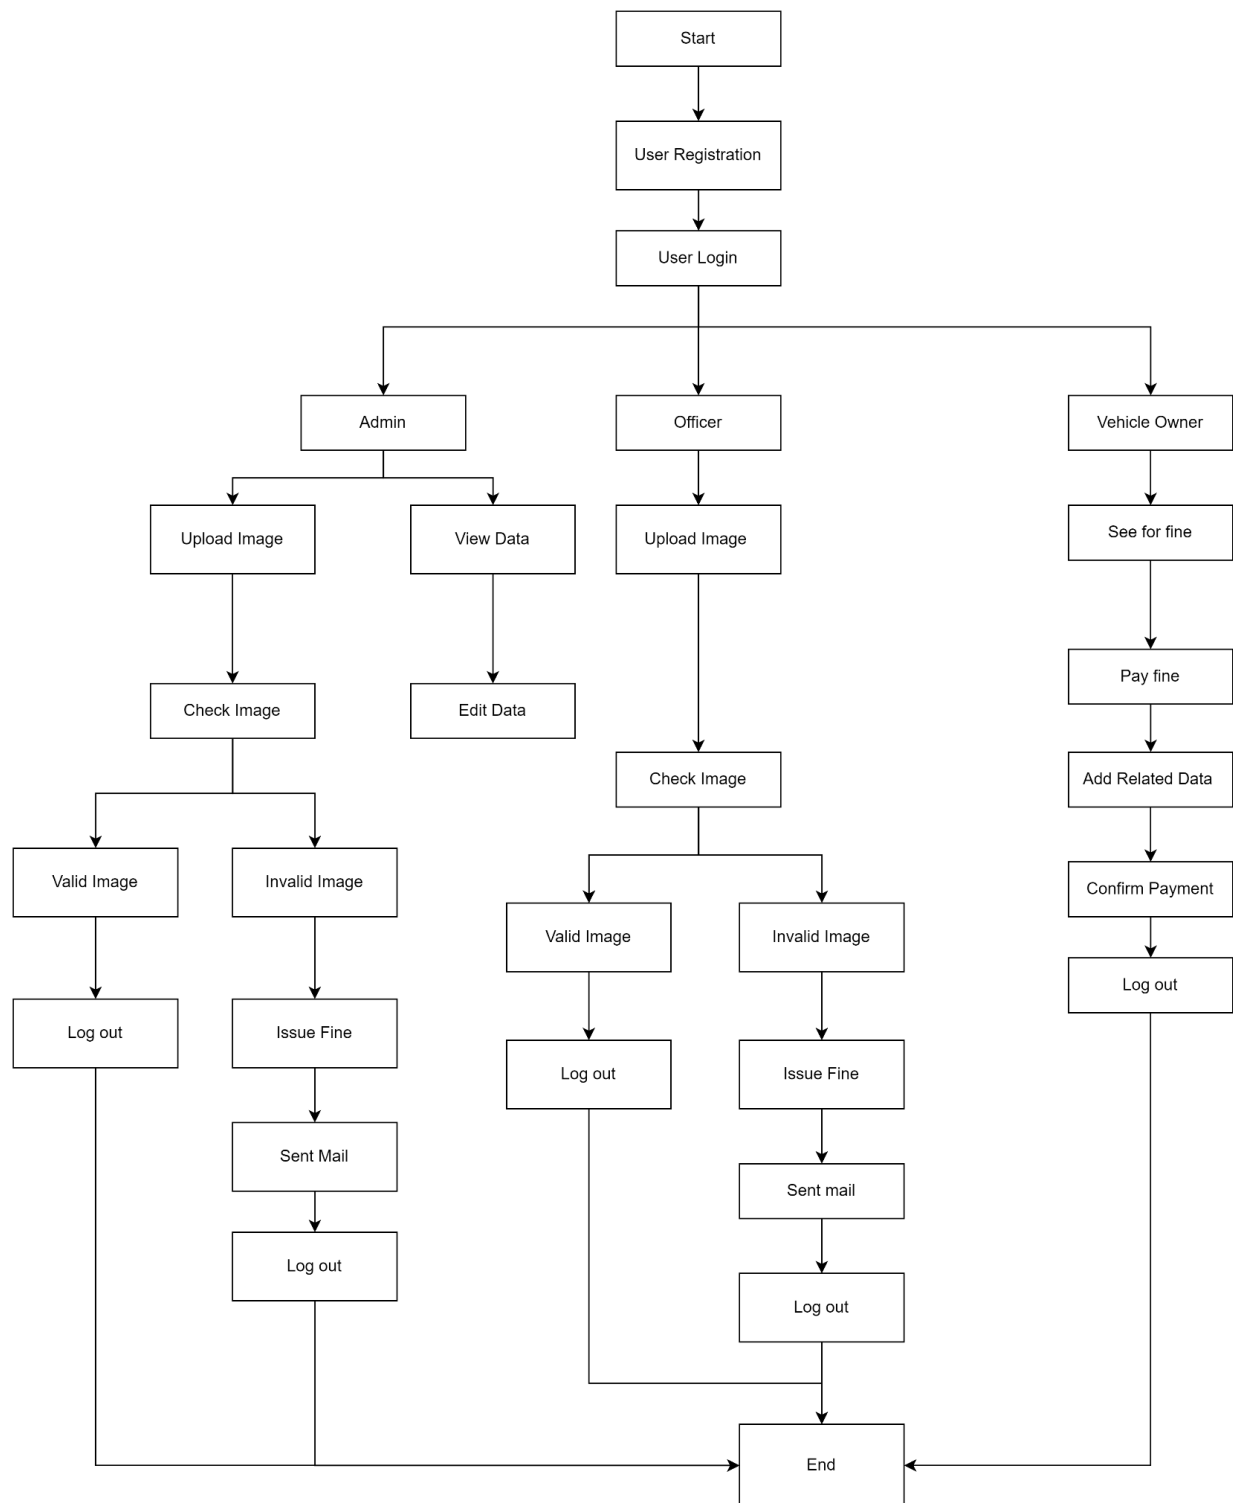 Start
User Registration
User Login
Admin
Officer
Vehicle Owner
Upload Image
View Data
Upload Image
See for fine
Pay fine
Check Image
Edit Data
Check Image
Add Related Data
Valid Image
Invalid Image
Confirm Payment
Valid Image
Invalid Image
Log out
Log out
Issue Fine
Log out
Issue Fine
Sent Mail
Sent mail
Log out
Log out
End